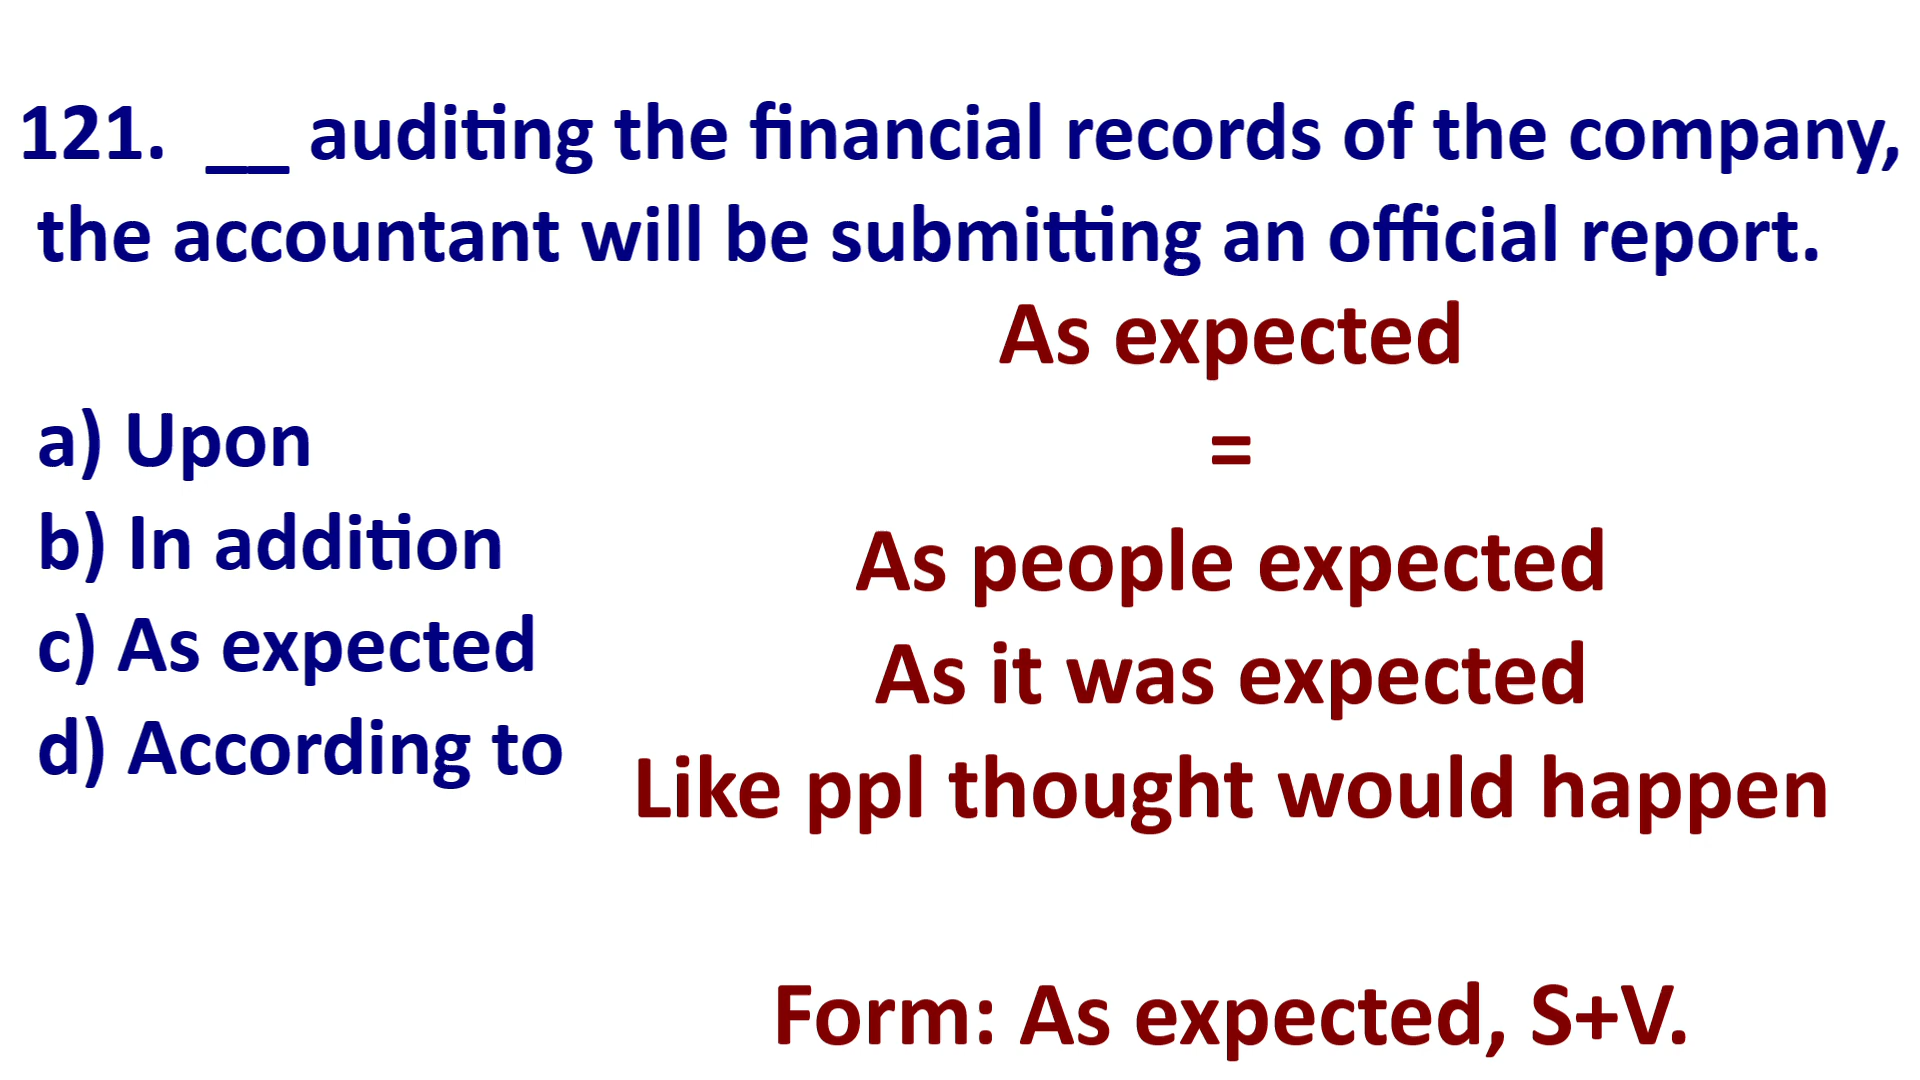 121. __ auditing the financial records of the company,
the accountant will be submitting an official report.
a) Upon
b) In addition
c) As expected
d) According to
As expected
=
As people expected
As it was expected
Like ppl thought would happen
Form: As expected, S+V.